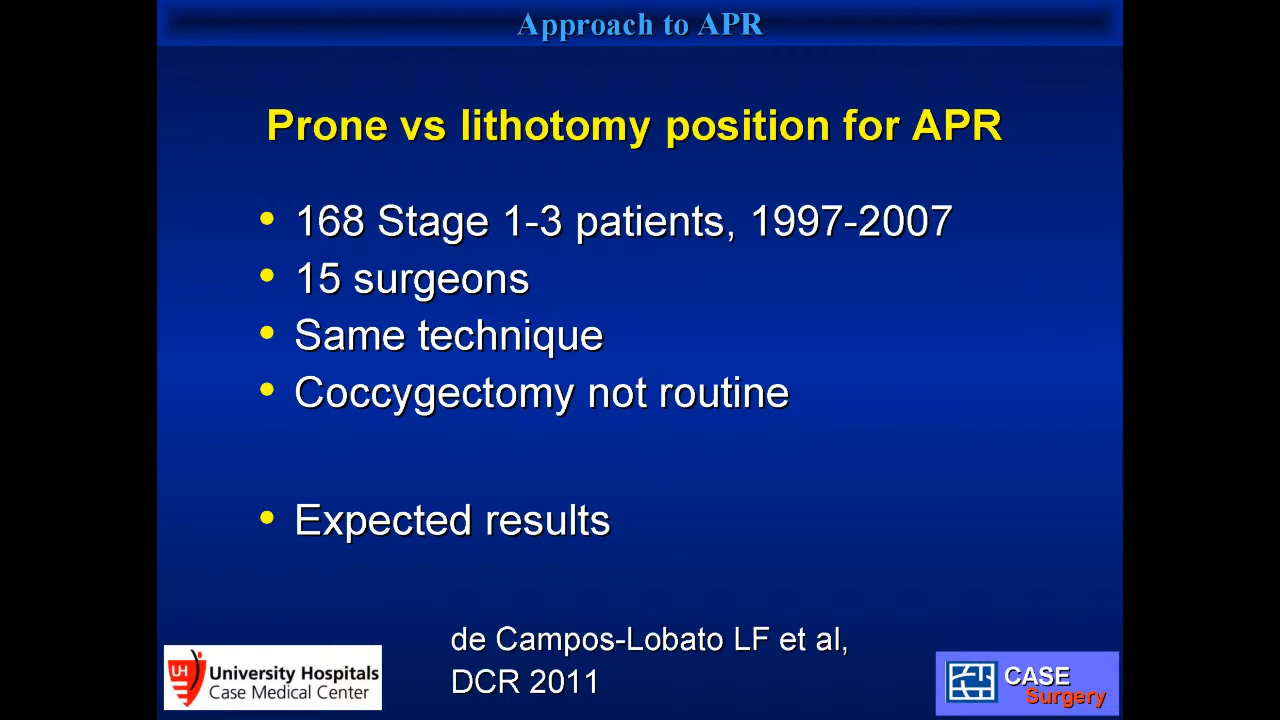 Approach to APR
Prone vs lithotomy position for APR
• 168 Stage 1-3 patients, 1997-2007
• 15 surgeons
• Same technique
• Coccygectomy not routine
• Expected results
de Campos-Lobato LF et al,
DCR 2011
UH
University Hospitals
Case Medical Center
CASE
Surgery